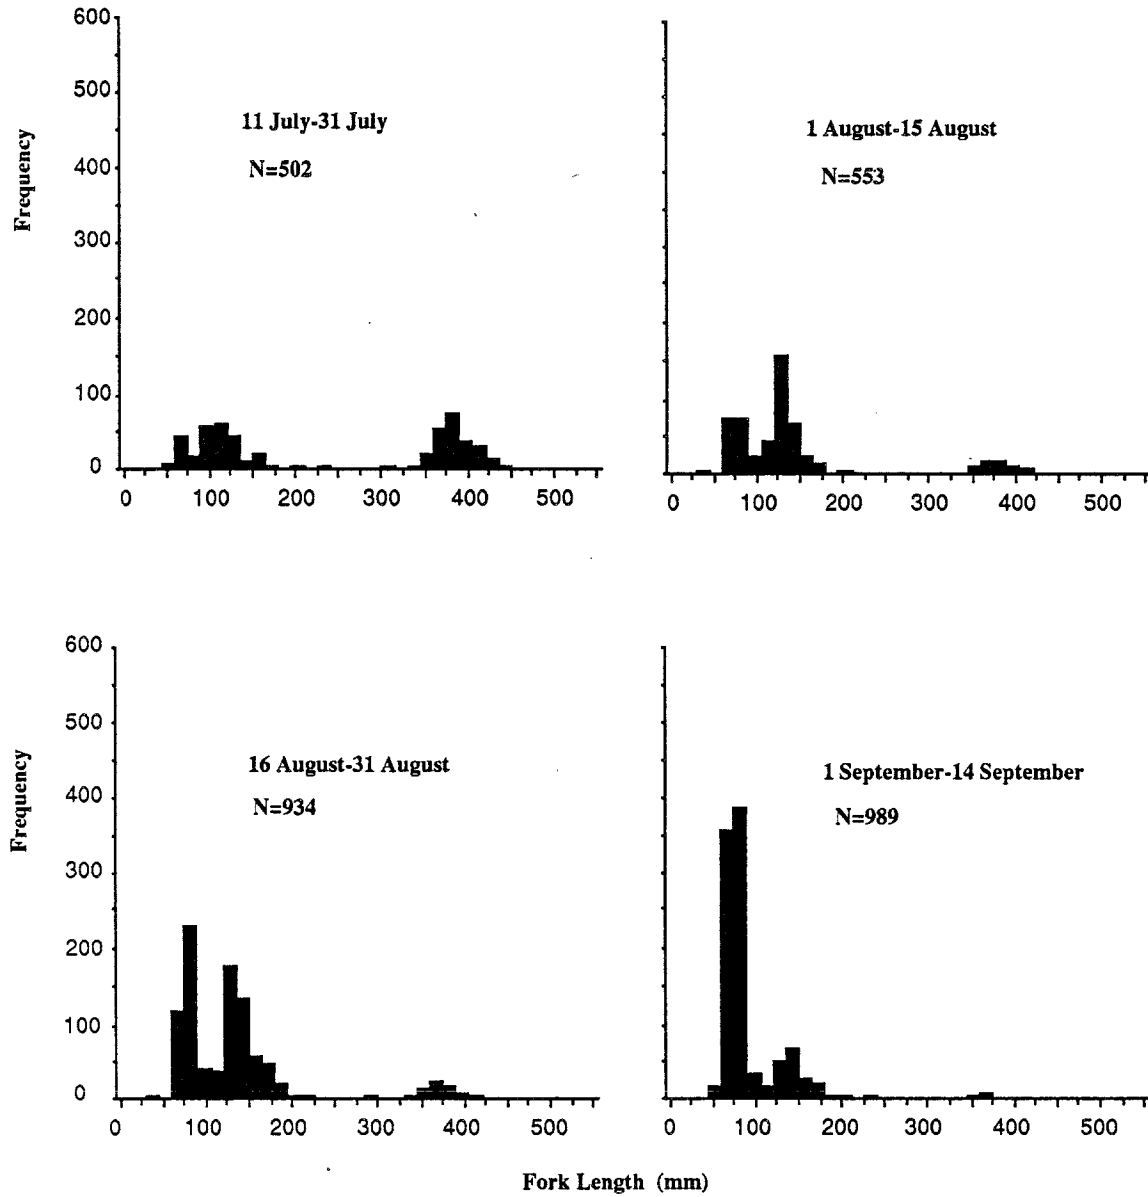 600
500
400
300
200
100
0
Frequency
11 July-31 July
N=502
0 100 200 300 400 500
1 August-15 August
N=553
0 100 200 300 400 500
600
500
400
300
200
100
0
Frequency
16 August-31 August
N=934
0 100 200 300 400 500
1 September-14 September
N=989
0 100 200 300 400 500
Fork Length (mm)